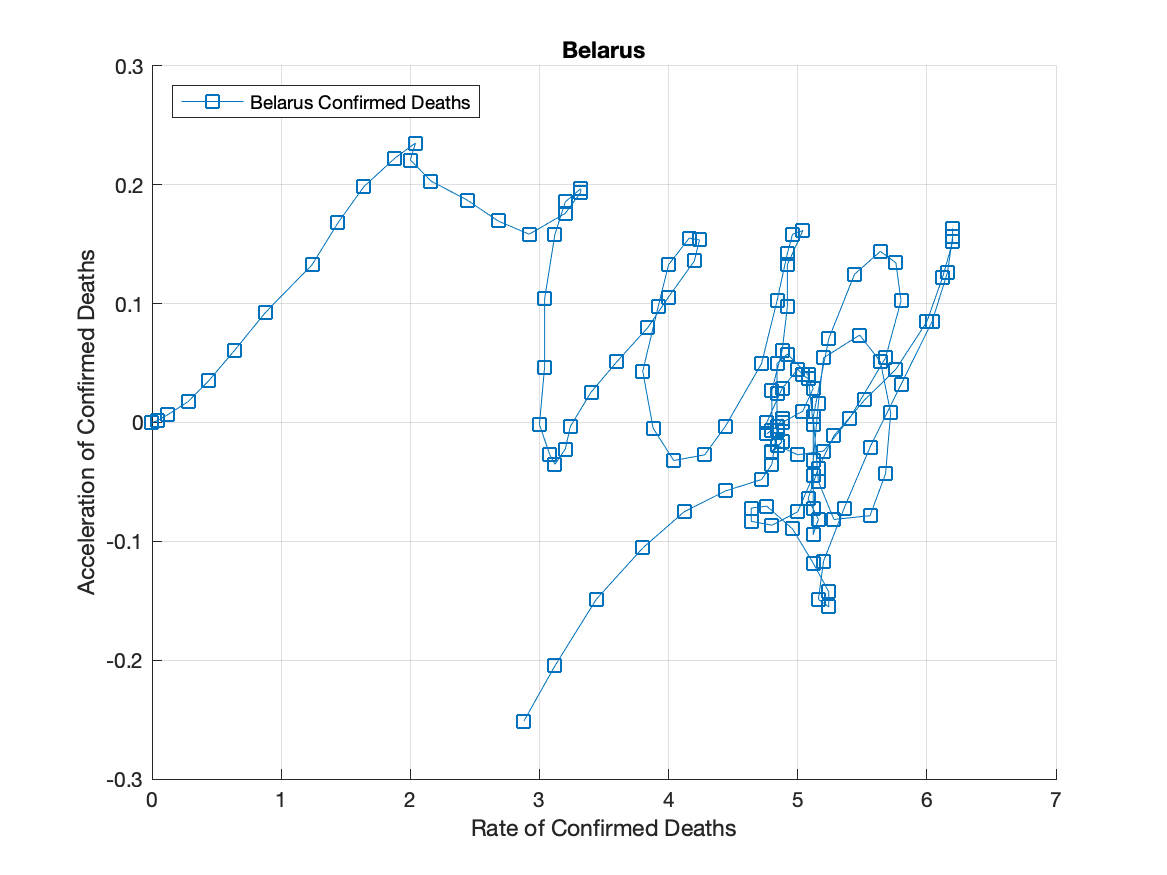 Belarus
Belarus Confirmed Deaths
Acceleration of Confirmed Deaths
0.3
0.2
0.1
0
-0.1
-0.2
-0.3
0 1 2 3 4 5 6 7
Rate of Confirmed Deaths